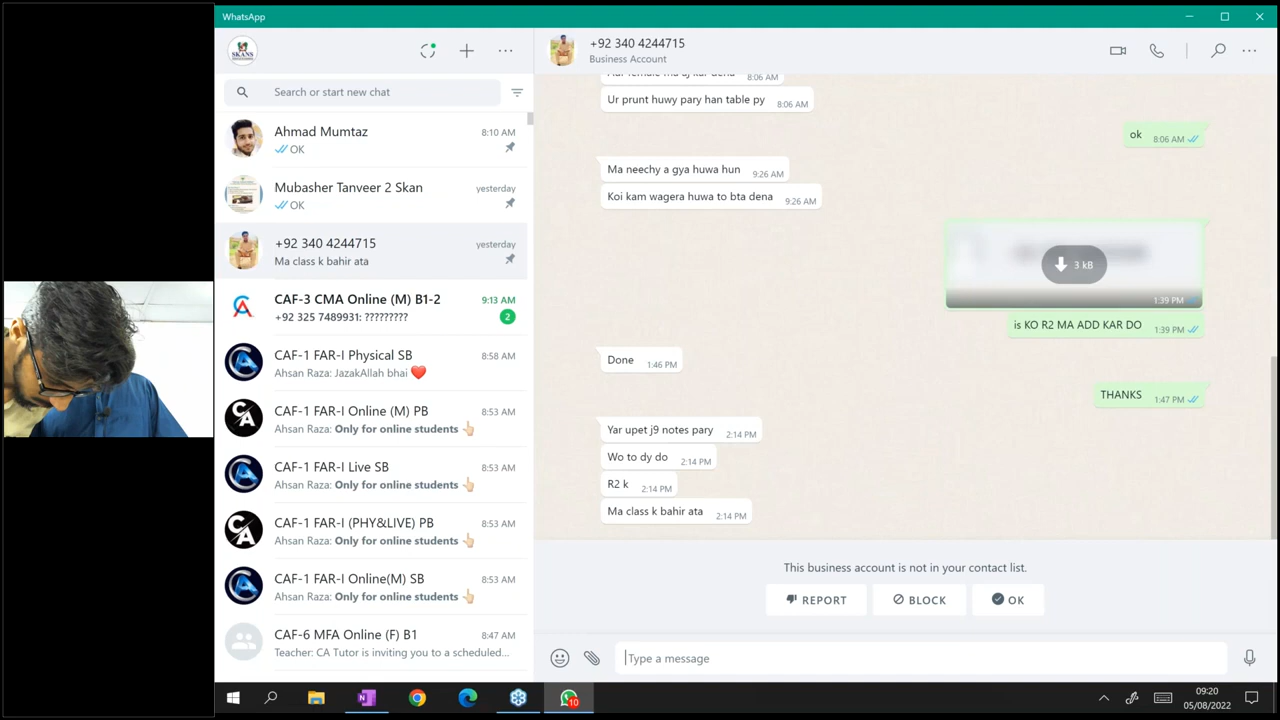 WhatsApp
SKANS
Search or start new chat
Ahmad Mumtaz
8:10 AM
OK
Mubasher Tanveer 2 Skan
yesterday
OK
+92 340 4244715
yesterday
Ma class k bahir ata
CAF-3 CMA Online (M) B1-2
9:13 AM
+92 325 7489931: ?????????
2
CAF-1 FAR-I Physical SB
8:58 AM
Ahsan Raza: JazakAllah bhai ❤️
CAF-1 FAR-I Online (M) PB
8:53 AM
Ahsan Raza: Only for online students 👆🏻
CAF-1 FAR-I Live SB
8:53 AM
Ahsan Raza: Only for online students 👆🏻
CAF-1 FAR-I (PHY&LIVE) PB
8:53 AM
Ahsan Raza: Only for online students 👆🏻
CAF-1 FAR-I Online(M) SB
8:53 AM
Ahsan Raza: Only for online students 👆🏻
CAF-6 MFA Online (F) B1
8:47 AM
Teacher: CA Tutor is inviting you to a scheduled...
+92 340 4244715
Business Account
8:06 AM
Ur prunt huwy pary han table py 8:06 AM
ok 8:06 AM
Ma neechy a gya huwa hun 9:26 AM
Koi kam wagera huwa to bta dena 9:26 AM
3 kB
1:39 PM
is KO R2 MA ADD KAR DO 1:39 PM
Done 1:46 PM
THANKS 1:47 PM
Yar upet j9 notes pary 2:14 PM
Wo to dy do 2:14 PM
R2 k 2:14 PM
Ma class k bahir ata 2:14 PM
This business account is not in your contact list.
REPORT BLOCK OK
Type a message
10
09:20
05/08/2022